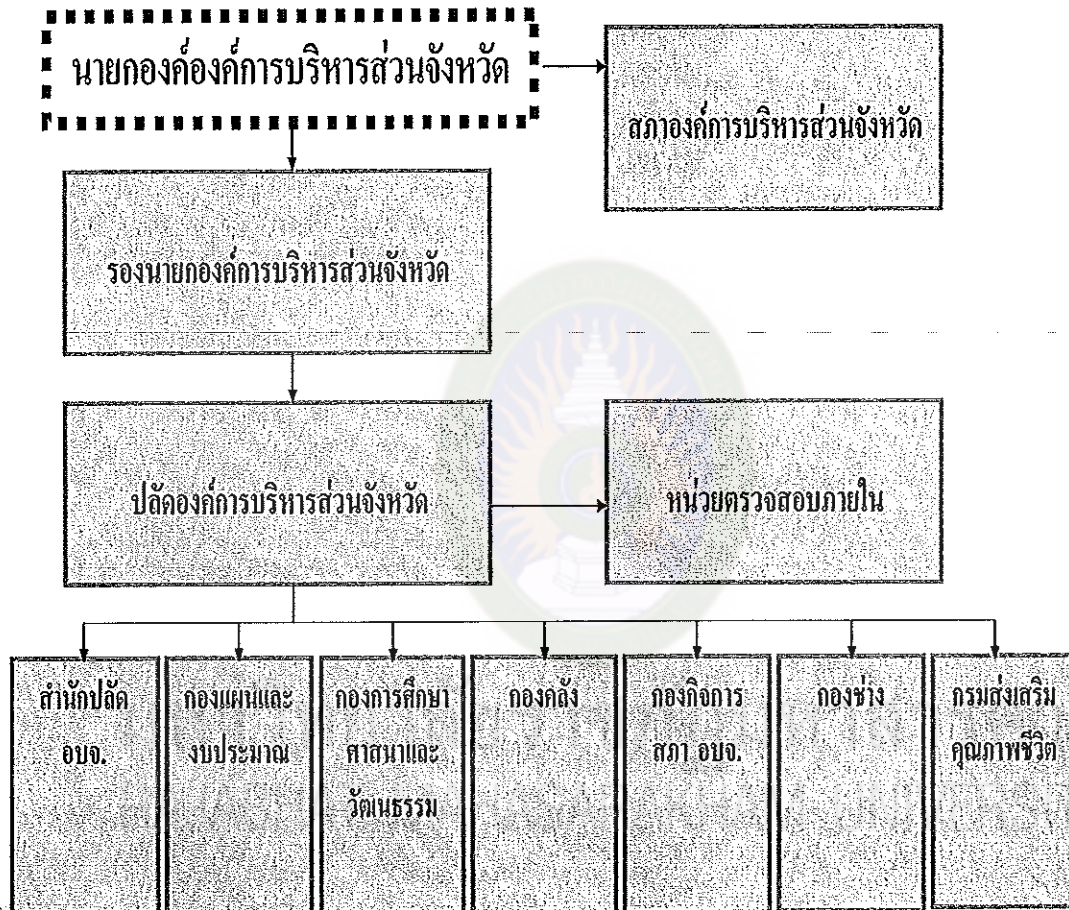 นายกองค์องค์การบริหารส่วนจังหวัด
สภาองค์การบริหารส่วนจังหวัด
รองนายกองค์การบริหารส่วนจังหวัด
ปลัดองค์การบริหารส่วนจังหวัด
หน่วยตรวจสอบภายใน
สำนักปลัด
อบจ.
กองแผนและ
งบประมาณ
กองการศึกษา
ศาสนาและ
วัฒนธรรม
กองคลัง
กองกิจการ
สภา อบจ.
กองช่าง
กรมส่งเสริม
คุณภาพชีวิต